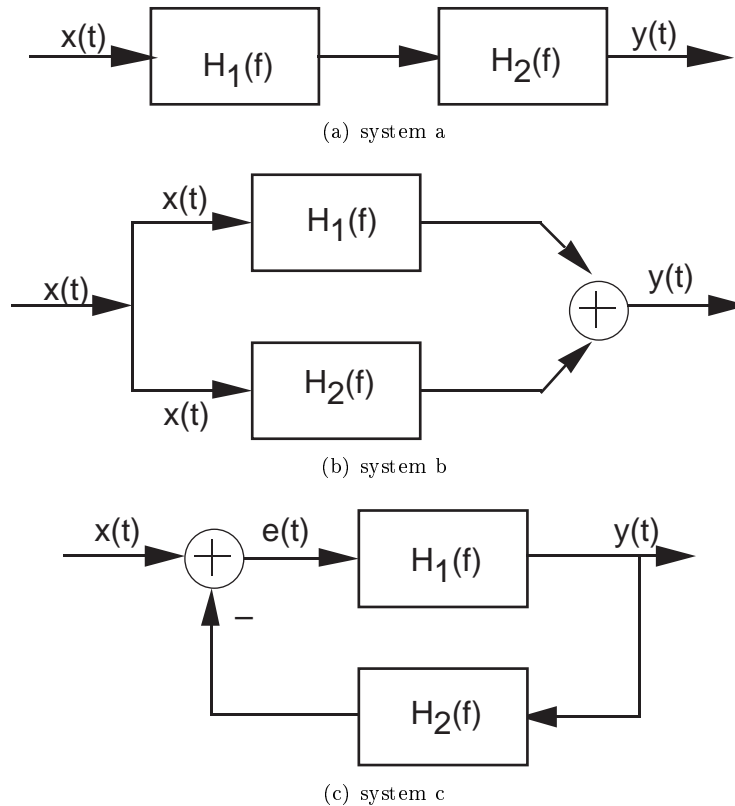 x(t) H₁(f) H₂(f) y(t)
(a) system a
x(t) H₁(f)
x(t) + y(t)
x(t) H₂(f)
(b) system b
x(t) + e(t) H₁(f) y(t)
–
H₂(f)
(c) system c